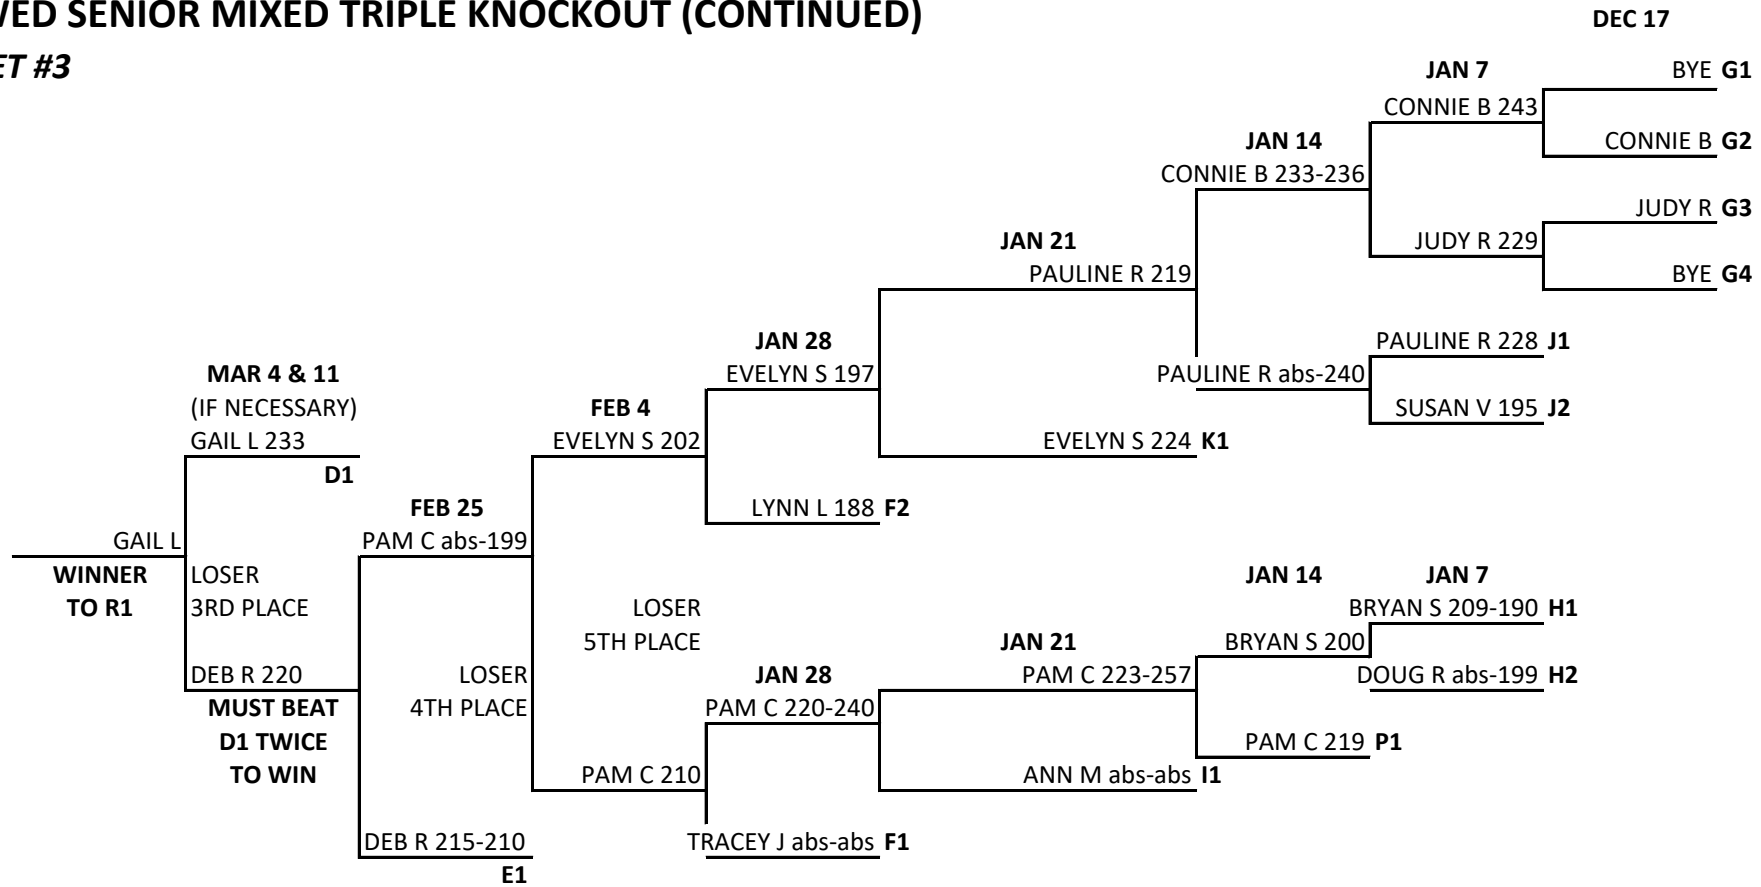 VED SENIOR MIXED TRIPLE KNOCKOUT (CONTINUED)
DEC 17
ET #3
JAN 7
BYE G1
CONNIE B 243
JAN 14
CONNIE B G2
CONNIE B 233-236
JUDY R G3
JAN 21
JUDY R 229
PAULINE R 219
BYE G4
JAN 28
PAULINE R 228 J1
MAR 4 & 11
EVELYN S 197
PAULINE R abs-240
(IF NECESSARY)
FEB 4
SUSAN V 195 J2
GAIL L 233
EVELYN S 202
EVELYN S 224 K1
D1
FEB 25
LYNN L 188 F2
GAIL L
PAM C abs-199
WINNER
LOSER
JAN 14
JAN 7
TO R1
3RD PLACE
LOSER
BRYAN S 209-190 H1
5TH PLACE
JAN 21
BRYAN S 200
DEB R 220
LOSER
JAN 28
PAM C 223-257
DOUG R abs-199 H2
MUST BEAT
4TH PLACE
PAM C 220-240
D1 TWICE
PAM C 219 P1
TO WIN
PAM C 210
ANN M abs-abs I1
DEB R 215-210
TRACEY J abs-abs F1
E1